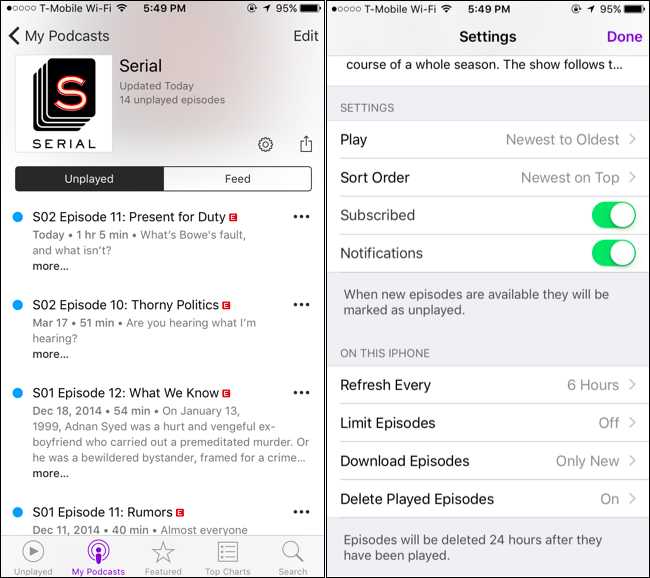 T-Mobile Wi-Fi 5:49 PM 95%
My Podcasts Edit
S
SERIAL
Serial
Updated Today
14 unplayed episodes
Unplayed Feed
S02 Episode 11: Present for Duty E
Today • 1 hr 5 min • What's Bowe's fault,
and what isn't?
more...
S02 Episode 10: Thorny Politics E
Mar 17 • 51 min • Are you hearing what I'm
hearing?
more...
S01 Episode 12: What We Know E
Dec 18, 2014 • 54 min • On January 13,
1999, Adnan Syed was a hurt and vengeful ex-
boyfriend who carried out a premeditated murder. Or
he was a bewildered bystander, framed for a crime...
more...
S01 Episode 11: Rumors E
Dec 11, 2014 • 40 min • Almost everyone
Unplayed My Podcasts Featured Top Charts Search
T-Mobile Wi-Fi 5:49 PM 95%
Settings Done
course of a whole season. The show follows t...
SETTINGS
Play Newest to Oldest
Sort Order Newest on Top
Subscribed
Notifications
When new episodes are available they will be
marked as unplayed.
ON THIS IPHONE
Refresh Every 6 Hours
Limit Episodes Off
Download Episodes Only New
Delete Played Episodes On
Episodes will be deleted 24 hours after they
have been played.